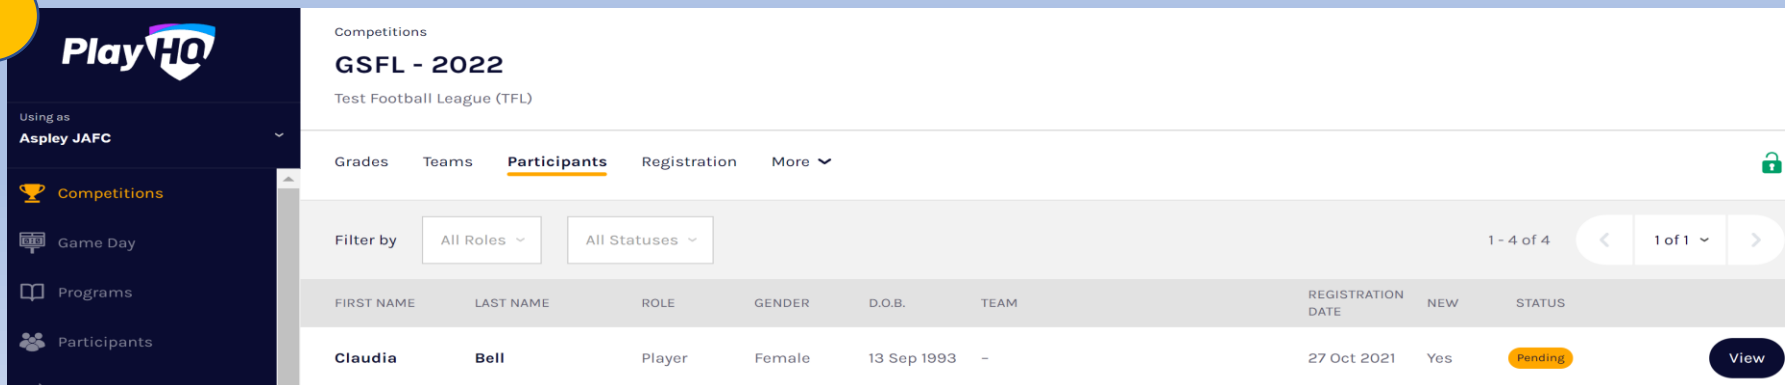 PlayHQ
Using as
Aspley JAFC
Competitions
Game Day
Programs
Participants
Competitions
GSFL - 2022
Test Football League (TFL)
Grades Teams Participants Registration More
Filter by All Roles All Statuses 1 - 4 of 4 1 of 1
FIRST NAME LAST NAME ROLE GENDER D.O.B. TEAM REGISTRATION DATE NEW STATUS
Claudia Bell Player Female 13 Sep 1993 – 27 Oct 2021 Yes Pending View